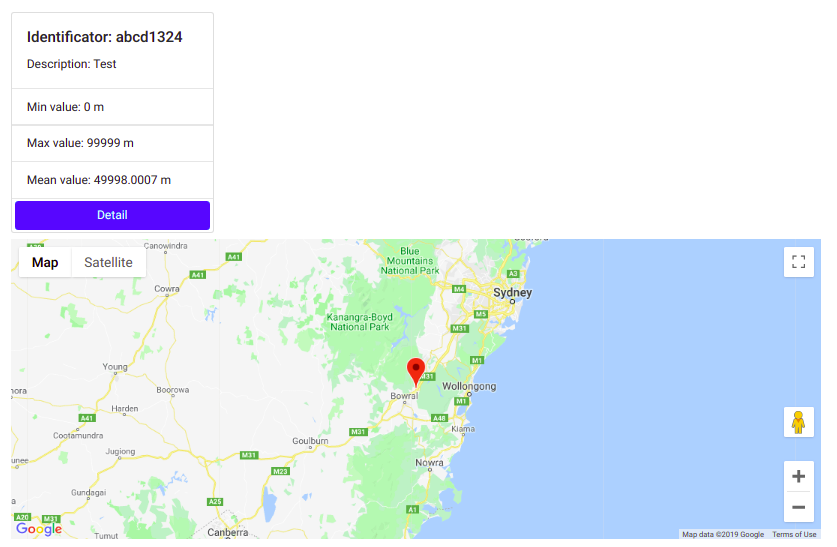 Identificator: abcd1324
Description: Test
Min value: 0 m
Max value: 99999 m
Mean value: 49998.0007 m
Detail
Map
Satellite
Canowindra
A41
Blue
Mountains
National Park
A3
A41
Cowra
M4
Sydney
M5
Kanangra-Boyd
National Park
M31
M1
Young
M31
Wollongong
Boorowa
Bowral
M1
Harden
A41
A48
Kiama
M31
Cootamundra
Goulburn
Jugiong
M31
Nowra
M23
Gundagai
A25
A1
A20
M31
Google
Canberra
Map data ©2019 Google
Terms of Use